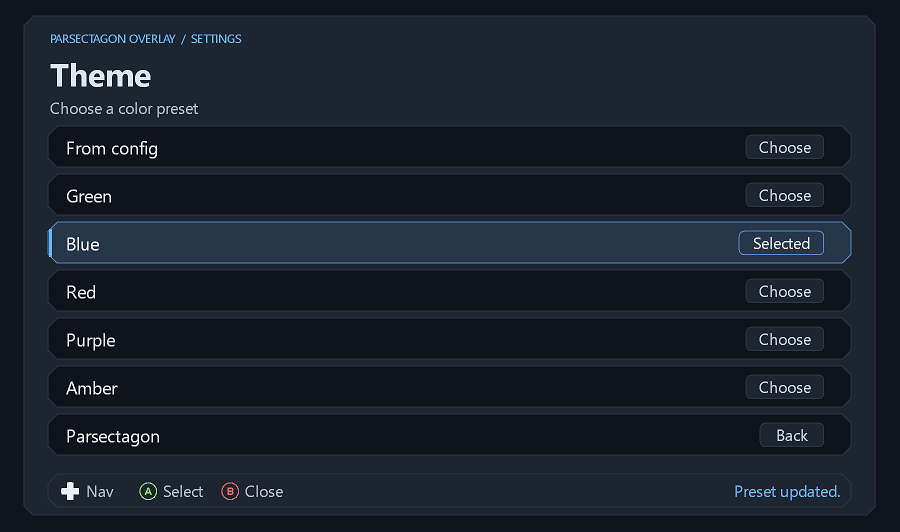 PARSECTAGON OVERLAY / SETTINGS
Theme
Choose a color preset
From config Choose
Green Choose
Blue Selected
Red Choose
Purple Choose
Amber Choose
Parsectagon Back
Nav A Select B Close Preset updated.